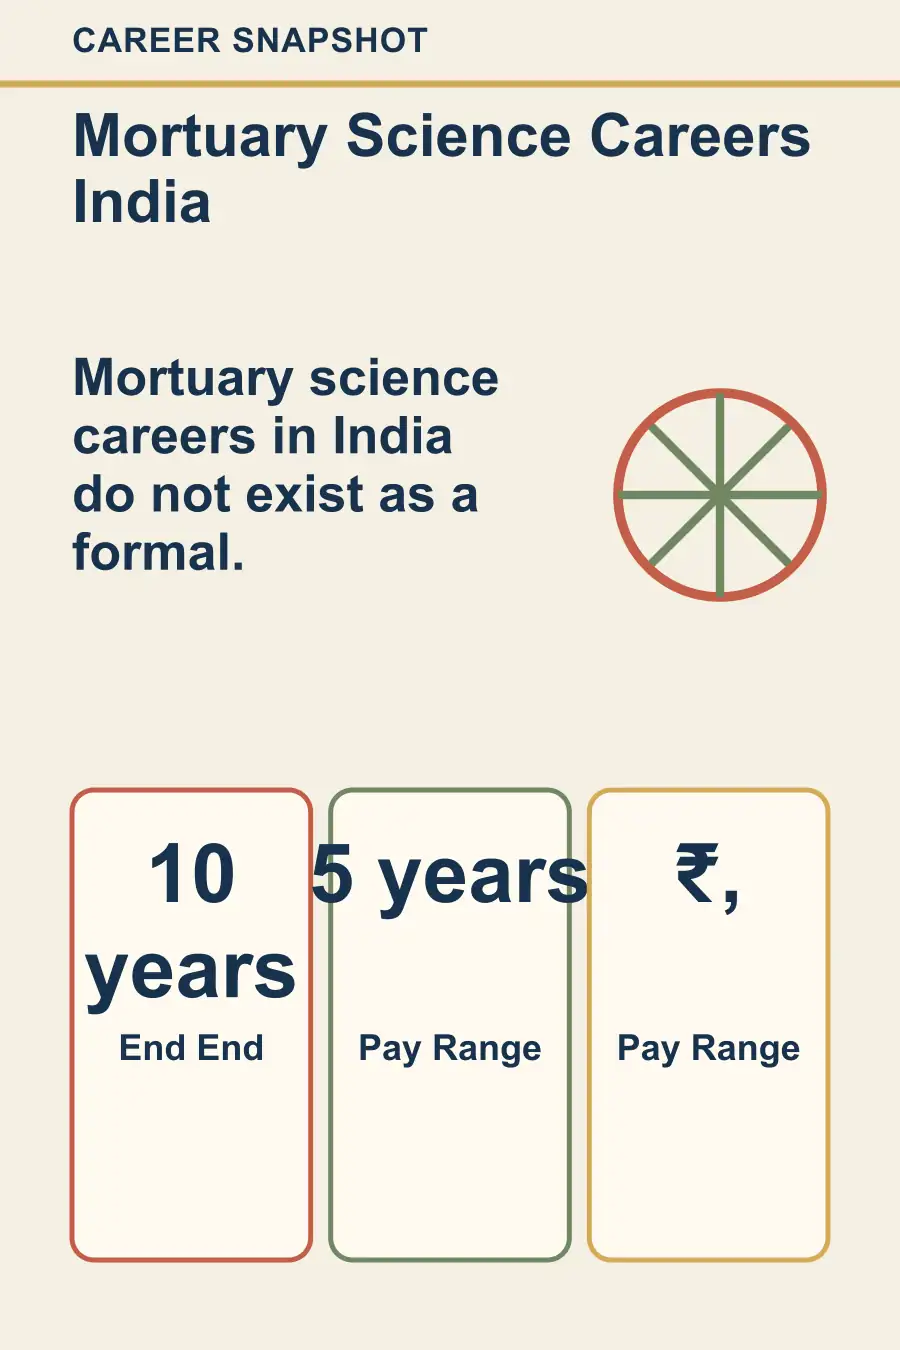 CAREER SNAPSHOT
Mortuary Science Careers
India
Mortuary science
careers in India
do not exist as a
formal.
10
years
End End
5 years
Pay Range
₹,
Pay Range